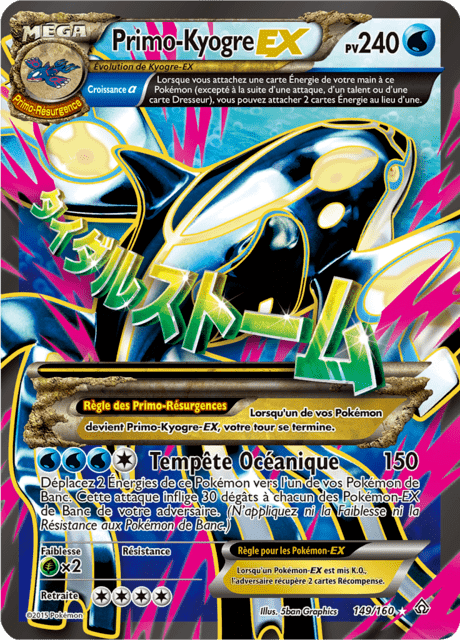 MEGA
Primo-Kyogre EX PV240
Évolution de Kyogre-EX
Primo-Résurgence
Croissance α
Lorsque vous attachez une carte Énergie de votre main à ce
Pokémon (excepté à la suite d'une attaque, d'un talent ou d'une
carte Dresseur), vous pouvez attacher 2 cartes Énergie au lieu d'une.
タイダルストーム
Règle des Primo-Résurgences Lorsqu'un de vos Pokémon
devient Primo-Kyogre-EX, votre tour se termine.
Tempête Océanique 150
Déplacez 2 Énergies de ce Pokémon vers l'un de vos Pokémon de
Banc. Cette attaque inflige 30 dégâts à chacun des Pokémon-EX
de Banc de votre adversaire. (N'appliquez ni la Faiblesse ni la
Résistance aux Pokémon de Banc.)
Faiblesse Résistance
×2
Règle pour les Pokémon-EX
Lorsqu'un Pokémon-EX est mis K.O.,
l'adversaire récupère 2 cartes Récompense.
Retraite
©2015 Pokémon Illus. 5ban Graphics 149/160